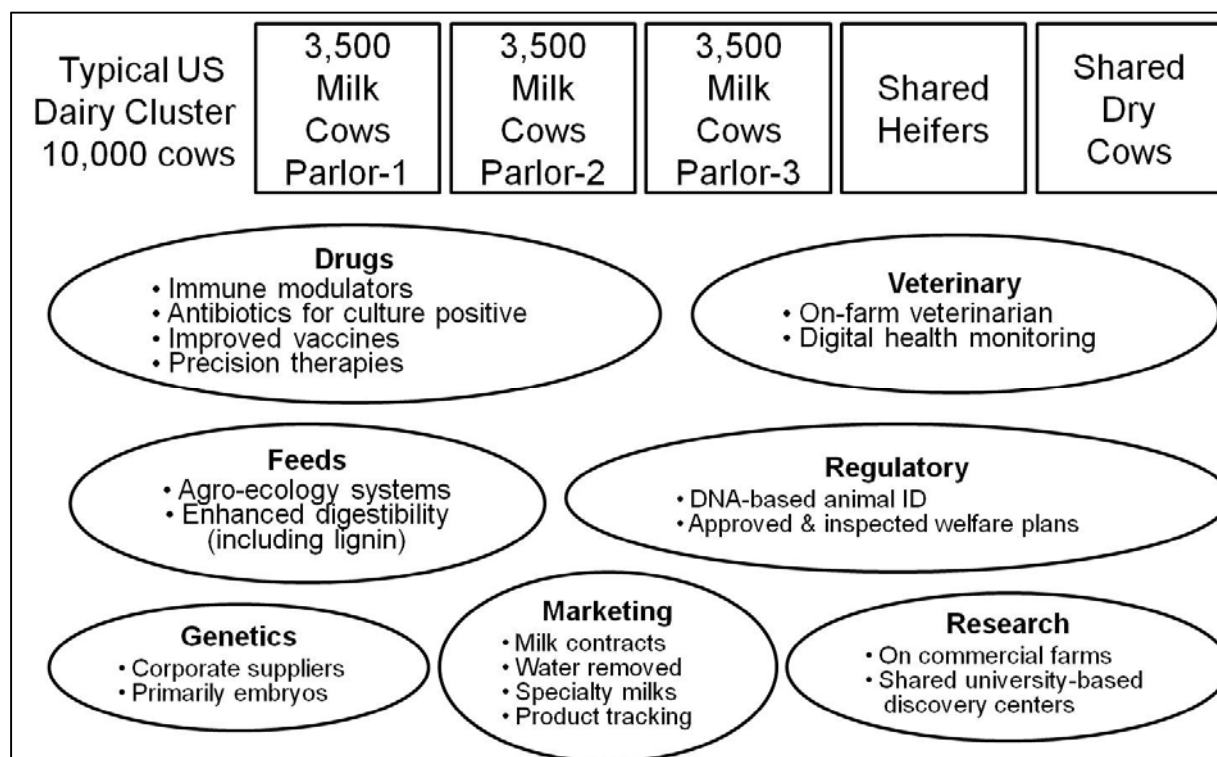 Typical US
Dairy Cluster
10,000 cows
3,500
Milk
Cows
Parlor-1
3,500
Milk
Cows
Parlor-2
3,500
Milk
Cows
Parlor-3
Shared
Heifers
Shared
Dry
Cows
Drugs
• Immune modulators
• Antibiotics for culture positive
• Improved vaccines
• Precision therapies
Veterinary
• On-farm veterinarian
• Digital health monitoring
Feeds
• Agro-ecology systems
• Enhanced digestibility
(including lignin)
Regulatory
• DNA-based animal ID
• Approved & inspected welfare plans
Genetics
• Corporate suppliers
• Primarily embryos
Marketing
• Milk contracts
• Water removed
• Specialty milks
• Product tracking
Research
• On commercial farms
• Shared university-based
discovery centers